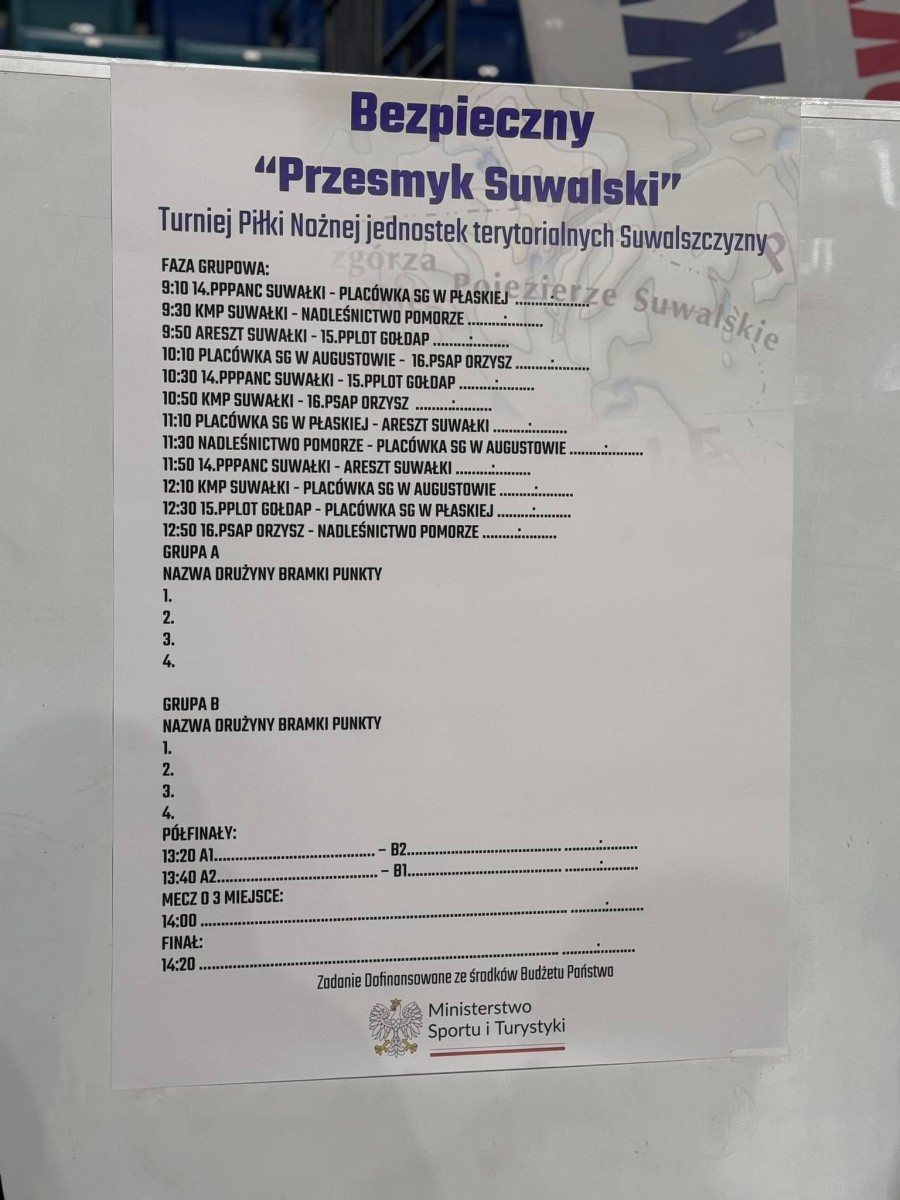 Bezpieczny
“Przesmyk Suwalski”
Turniej Piłki Nożnej jednostek terytorialnych Suwalszczyzny
zgórza
Pojezierze Suwalskie
FAZA GRUPOWA:
9:10 14.PPPANC SUWAŁKI - PLACÓWKA SG W PŁASKIEJ .........:.........
9:30 KMP SUWAŁKI - NADLEŚNICTWO POMORZE .........:.........
9:50 ARESZT SUWAŁKI - 15.PPLOT GOŁDAP .........:.........
10:10 PLACÓWKA SG W AUGUSTOWIE - 16.PSAP ORZYSZ .........:.........
10:30 14.PPPANC SUWAŁKI - 15.PPLOT GOŁDAP .........:.........
10:50 KMP SUWAŁKI - 16.PSAP ORZYSZ .........:.........
11:10 PLACÓWKA SG W PŁASKIEJ - ARESZT SUWAŁKI .........:.........
11:30 NADLEŚNICTWO POMORZE - PLACÓWKA SG W AUGUSTOWIE .........:.........
11:50 14.PPPANC SUWAŁKI - ARESZT SUWAŁKI .........:.........
12:10 KMP SUWAŁKI - PLACÓWKA SG W AUGUSTOWIE .........:.........
12:30 15.PPLOT GOŁDAP - PLACÓWKA SG W PŁASKIEJ .........:.........
12:50 16.PSAP ORZYSZ - NADLEŚNICTWO POMORZE .........:.........
GRUPA A
NAZWA DRUŻYNY BRAMKI PUNKTY
1.
2.
3.
4.
GRUPA B
NAZWA DRUŻYNY BRAMKI PUNKTY
1.
2.
3.
4.
PÓŁFINAŁY:
13:20 A1....................................... – B2...................................... .........:.........
13:40 A2....................................... – B1...................................... .........:.........
MECZ O 3 MIEJSCE:
14:00 ......................................................................................... .........:.........
FINAŁ:
14:20 ......................................................................................... .........:.........
Zadanie Dofinansowane ze środków Budżetu Państwa
Ministerstwo
Sportu i Turystyki